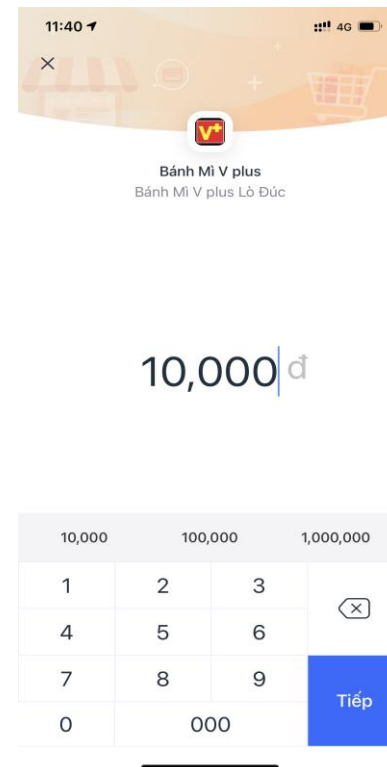 11:40 4G
V+
Bánh Mì V plus
Bánh Mì V plus Lò Đúc
10,000 đ
10,000 100,000 1,000,000
1 2 3
4 5 6
7 8 9
Tiếp
0 000